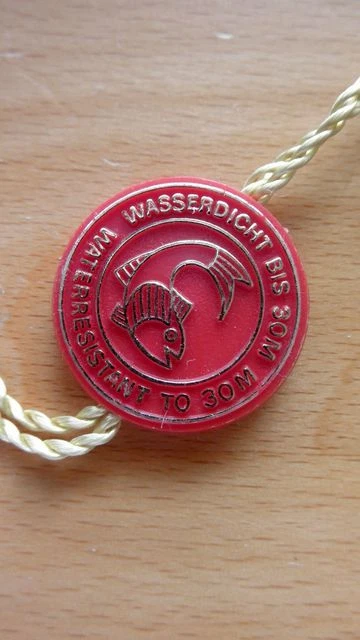 WASSERDICHT BIS 30M
WATERRESISTANT TO 30M